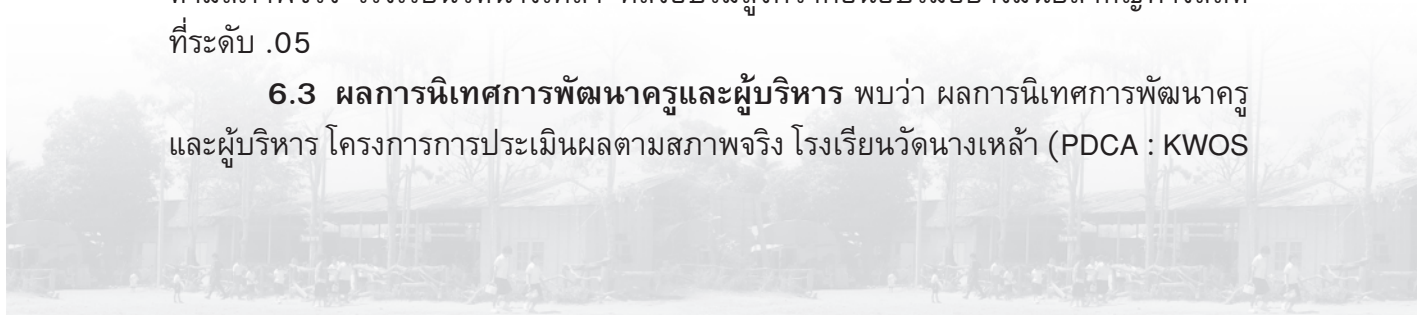 ที่ระดับ .05
6.3 ผลการนิเทศการพัฒนาครูและผู้บริหาร พบว่า ผลการนิเทศการพัฒนาครู
และผู้บริหาร โครงการการประเมินผลตามสภาพจริง โรงเรียนวัดนางเหล้า (PDCA : KWOS